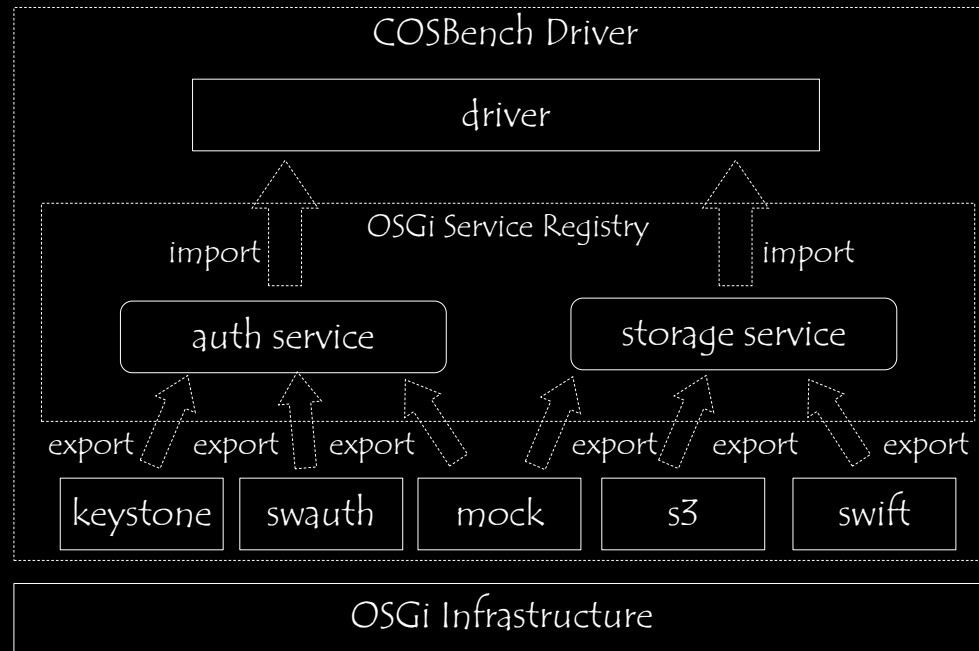 COSBench Driver
driver
OSGi Service Registry
import
import
auth service
storage service
export
export
export
export
export
export
keystone
swauth
mock
s3
swift
OSGi Infrastructure